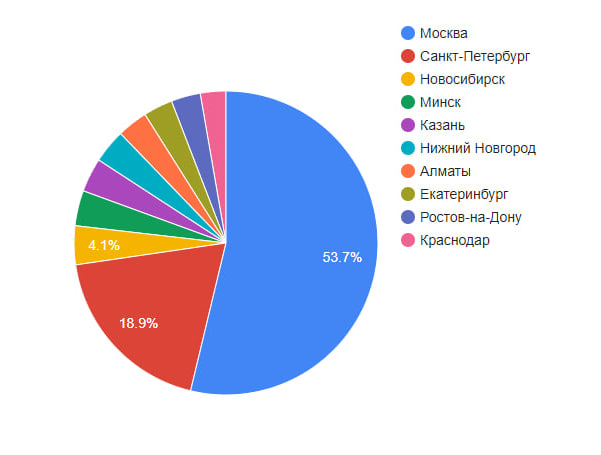 Москва
Санкт-Петербург
Новосибирск
Минск
Казань
Нижний Новгород
Алматы
Екатеринбург
Ростов-на-Дону
Краснодар
4.1%
53.7%
18.9%